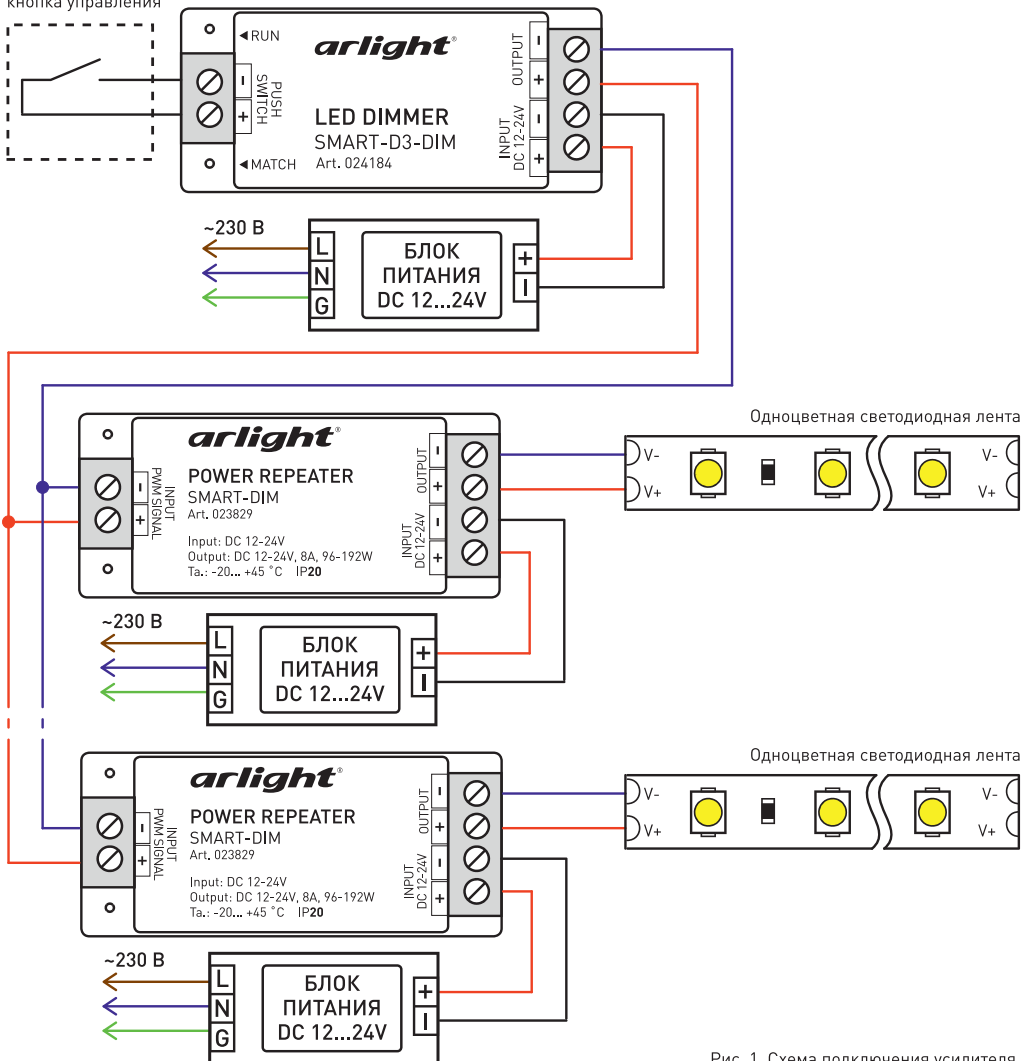 кнопка управления
◄RUN
arlight®
-
PUSH SWITCH
+
LED DIMMER
SMART-D3-DIM
Art. 024184
◄MATCH
-
OUTPUT
+
-
INPUT
DC 12-24V
+
~230 В
L
N
G
БЛОК
ПИТАНИЯ
DC 12...24V
+
-
arlight®
POWER REPEATER
SMART-DIM
Art. 023829
Input: DC 12-24V
Output: DC 12-24V, 8A, 96-192W
Ta.: -20... +45 °C IP20
-
INPUT
PWM SIGNAL
+
-
OUTPUT
+
-
INPUT
DC 12-24V
+
Одноцветная светодиодная лента
V-
V+
V-
V+
~230 В
L
N
G
БЛОК
ПИТАНИЯ
DC 12...24V
+
-
arlight®
POWER REPEATER
SMART-DIM
Art. 023829
Input: DC 12-24V
Output: DC 12-24V, 8A, 96-192W
Ta.: -20... +45 °C IP20
-
INPUT
PWM SIGNAL
+
-
OUTPUT
+
-
INPUT
DC 12-24V
+
Одноцветная светодиодная лента
V-
V+
V-
V+
~230 В
L
N
G
БЛОК
ПИТАНИЯ
DC 12...24V
+
-
Рис. 1. Схема подключения усилителя